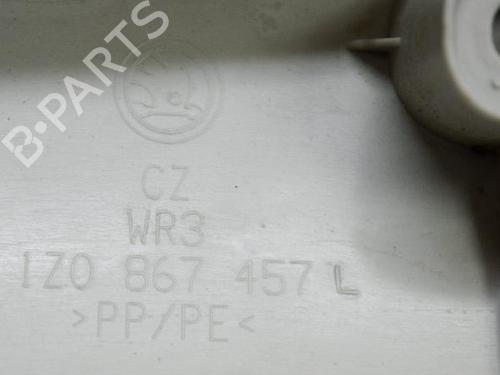 B-PARTS
CZ
WR3
1Z0 867 457 L
>PP/PE<